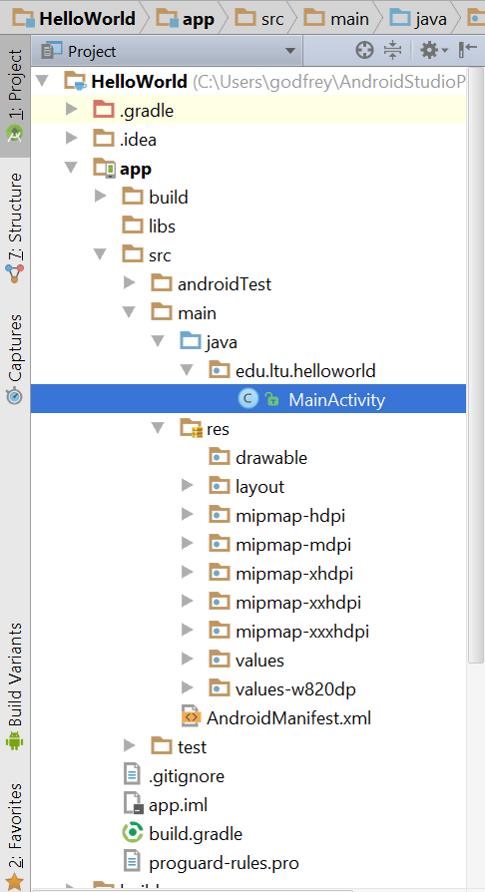 HelloWorld app src main java
Project
HelloWorld (C:\Users\godfrey\AndroidStudioP
.gradle
.idea
app
build
libs
src
androidTest
main
java
edu.ltu.helloworld
MainActivity
res
drawable
layout
mipmap-hdpi
mipmap-mdpi
mipmap-xhdpi
mipmap-xxhdpi
mipmap-xxxhdpi
values
values-w820dp
AndroidManifest.xml
test
.gitignore
app.iml
build.gradle
proguard-rules.pro
1: Project
7: Structure
Captures
Build Variants
2: Favorites